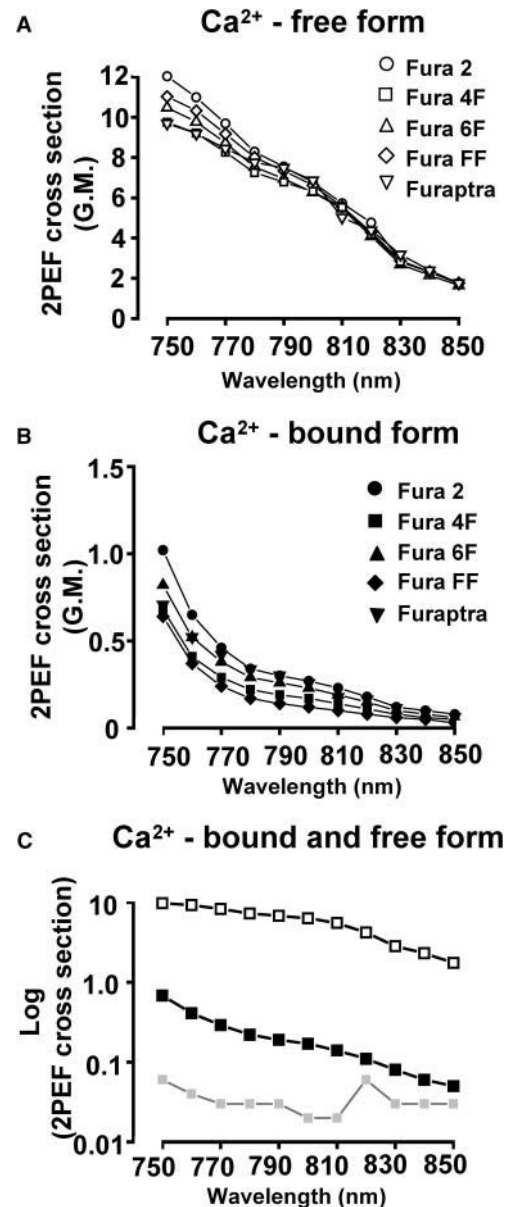 A
Ca²⁺ - free form
12
10
8
6
4
2
0
2PEF cross section
(G.M.)
Fura 2
Fura 4F
Fura 6F
Fura FF
Furaptra
750 770 790 810 830 850
Wavelength (nm)
B
Ca²⁺ - bound form
1.5
1.0
0.5
0
2PEF cross section
(G.M.)
Fura 2
Fura 4F
Fura 6F
Fura FF
Furaptra
750 770 790 810 830 850
Wavelength (nm)
C
Ca²⁺ - bound and free form
10
1.0
0.1
0.01
Log
(2PEF cross section)
750 770 790 810 830 850
Wavelength (nm)